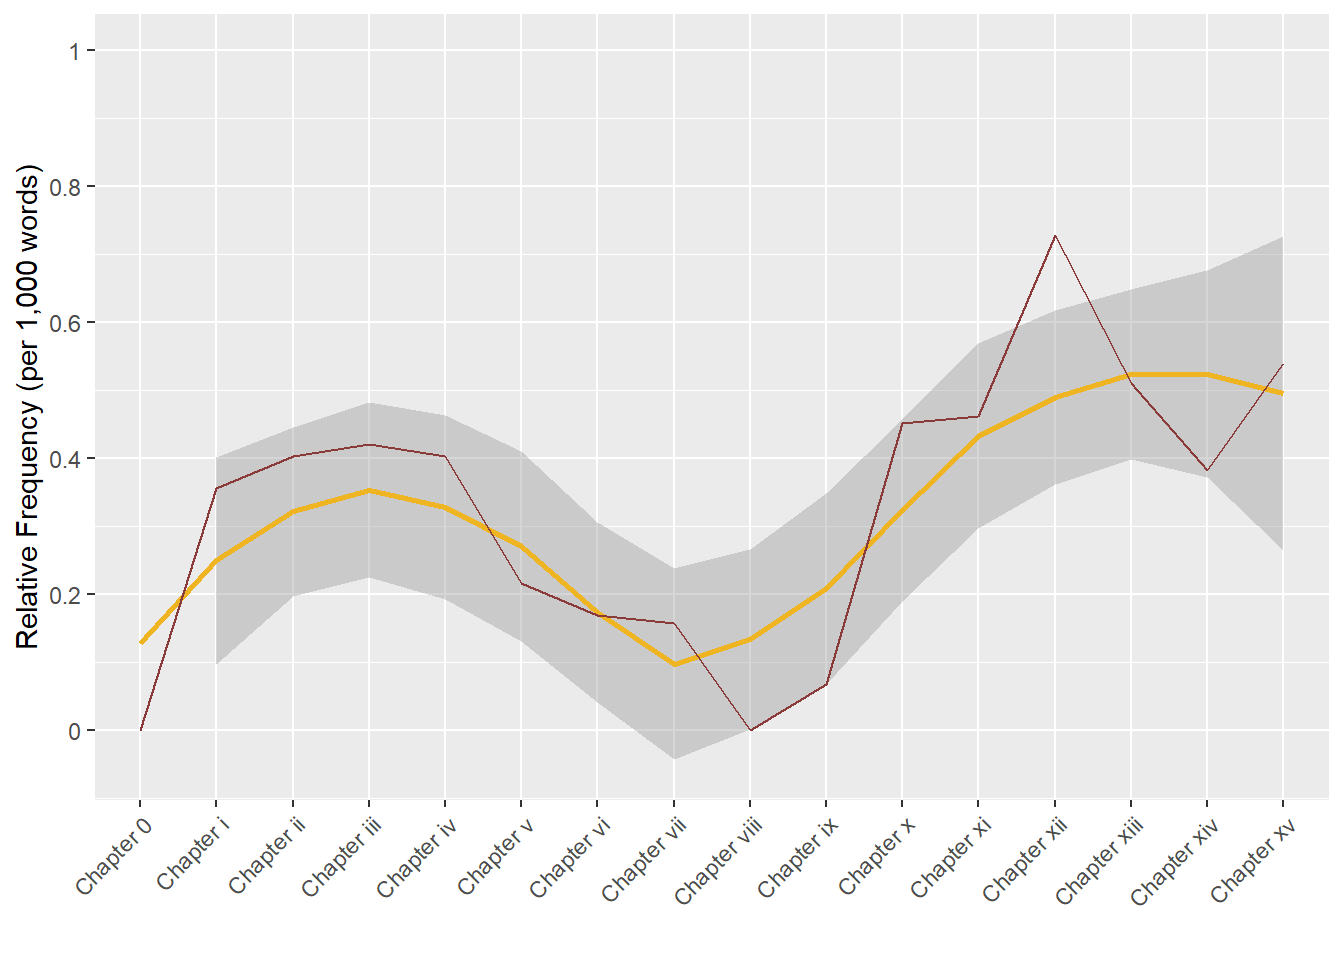 Relative Frequency (per 1,000 words)
1
0.8
0.6
0.4
0.2
0
Chapter 0
Chapter i
Chapter ii
Chapter iii
Chapter iv
Chapter v
Chapter vi
Chapter vii
Chapter viii
Chapter ix
Chapter x
Chapter xi
Chapter xii
Chapter xiii
Chapter xiv
Chapter xv